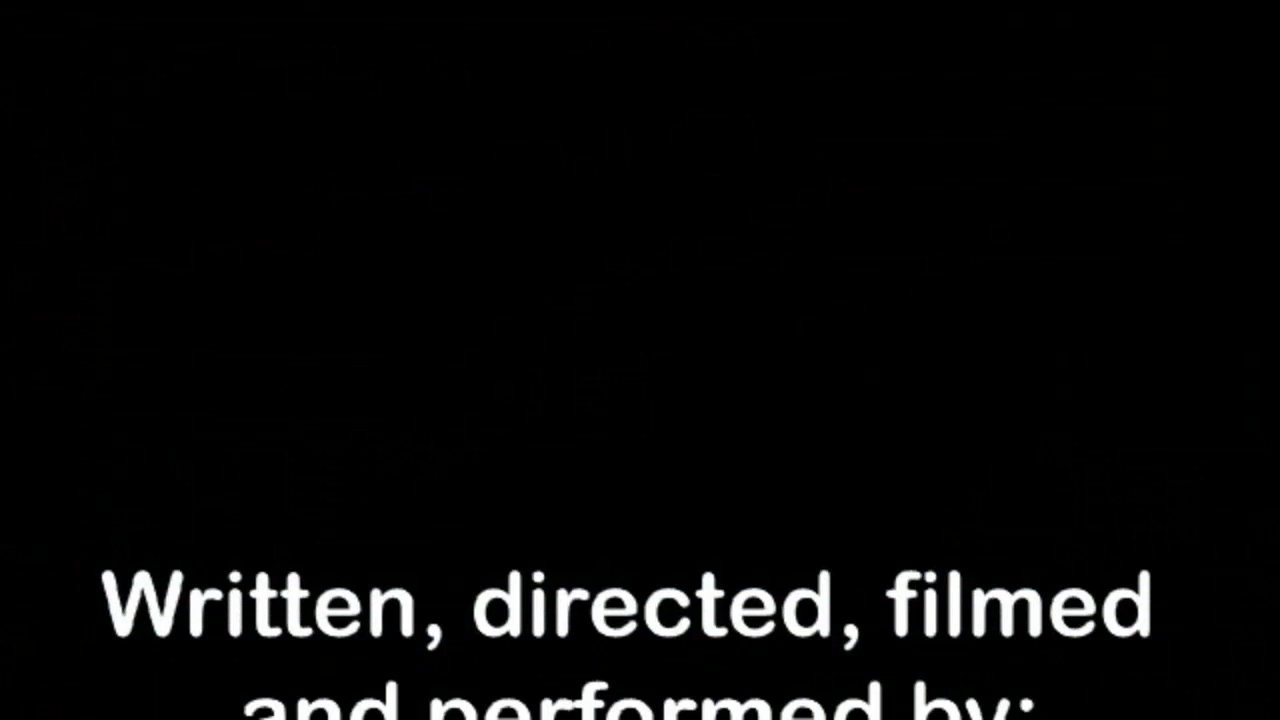 Written, directed, filmed
and performed by: